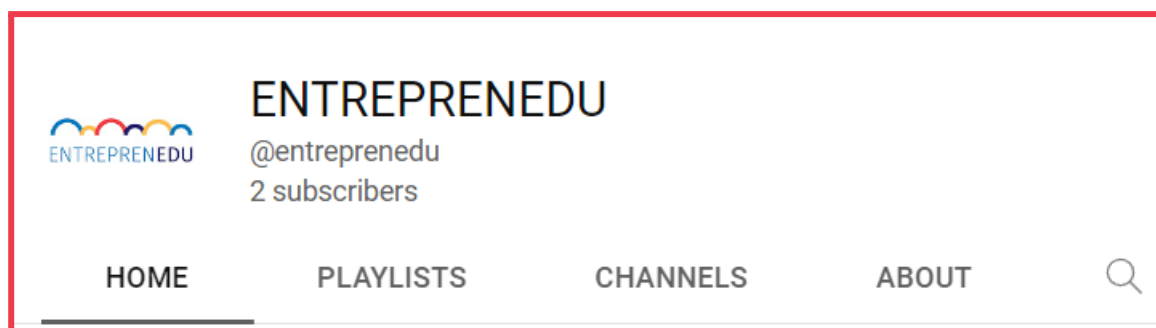 ENTREPRENEDU
ENTREPRENEDU
@entreprenedu
2 subscribers
HOME PLAYLISTS CHANNELS ABOUT